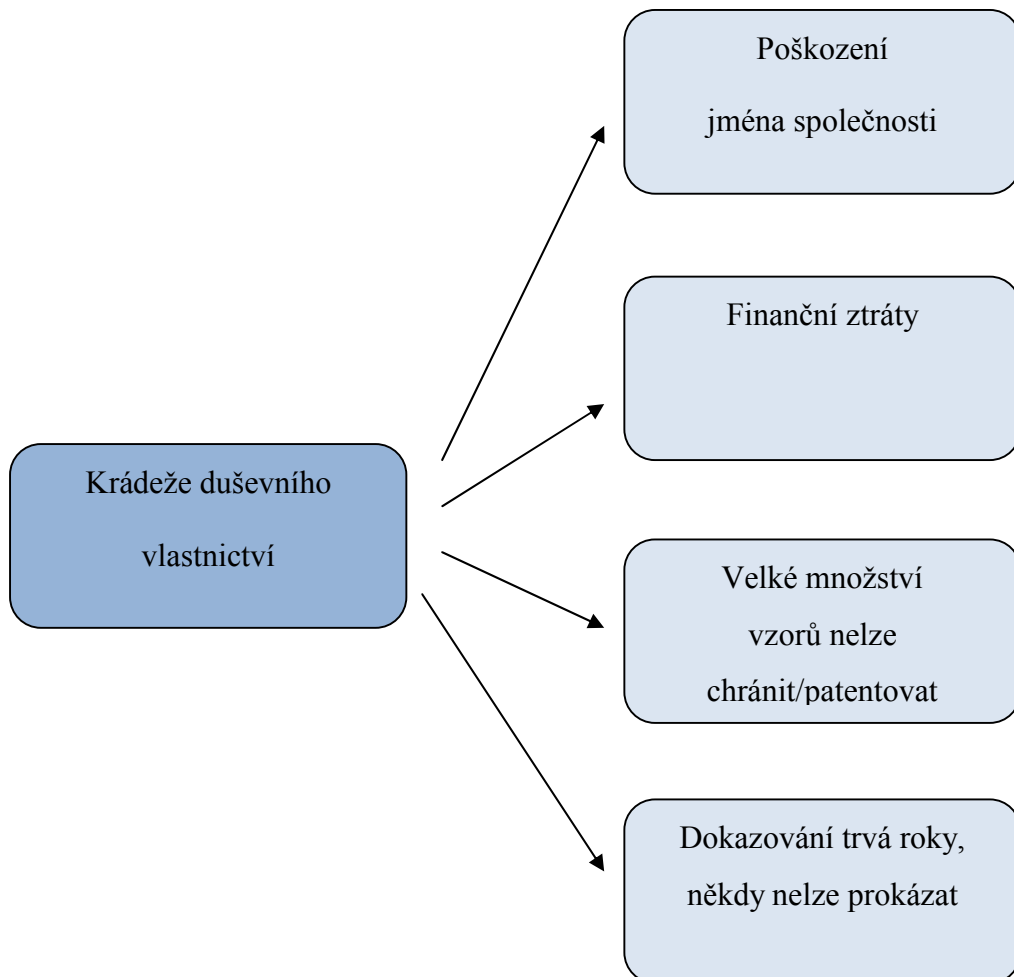 Poškození
jména společnosti
Finanční ztráty
Krádeže duševního
vlastnictví
Velké množství
vzorů nelze
chránit/patentovat
Dokazování trvá roky,
někdy nelze prokázat